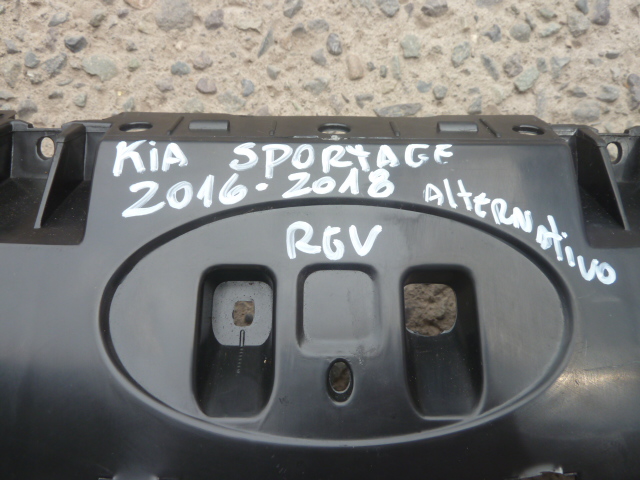 KiA SPORTAGE
2016-2018 AlTERNATiVO
RGV